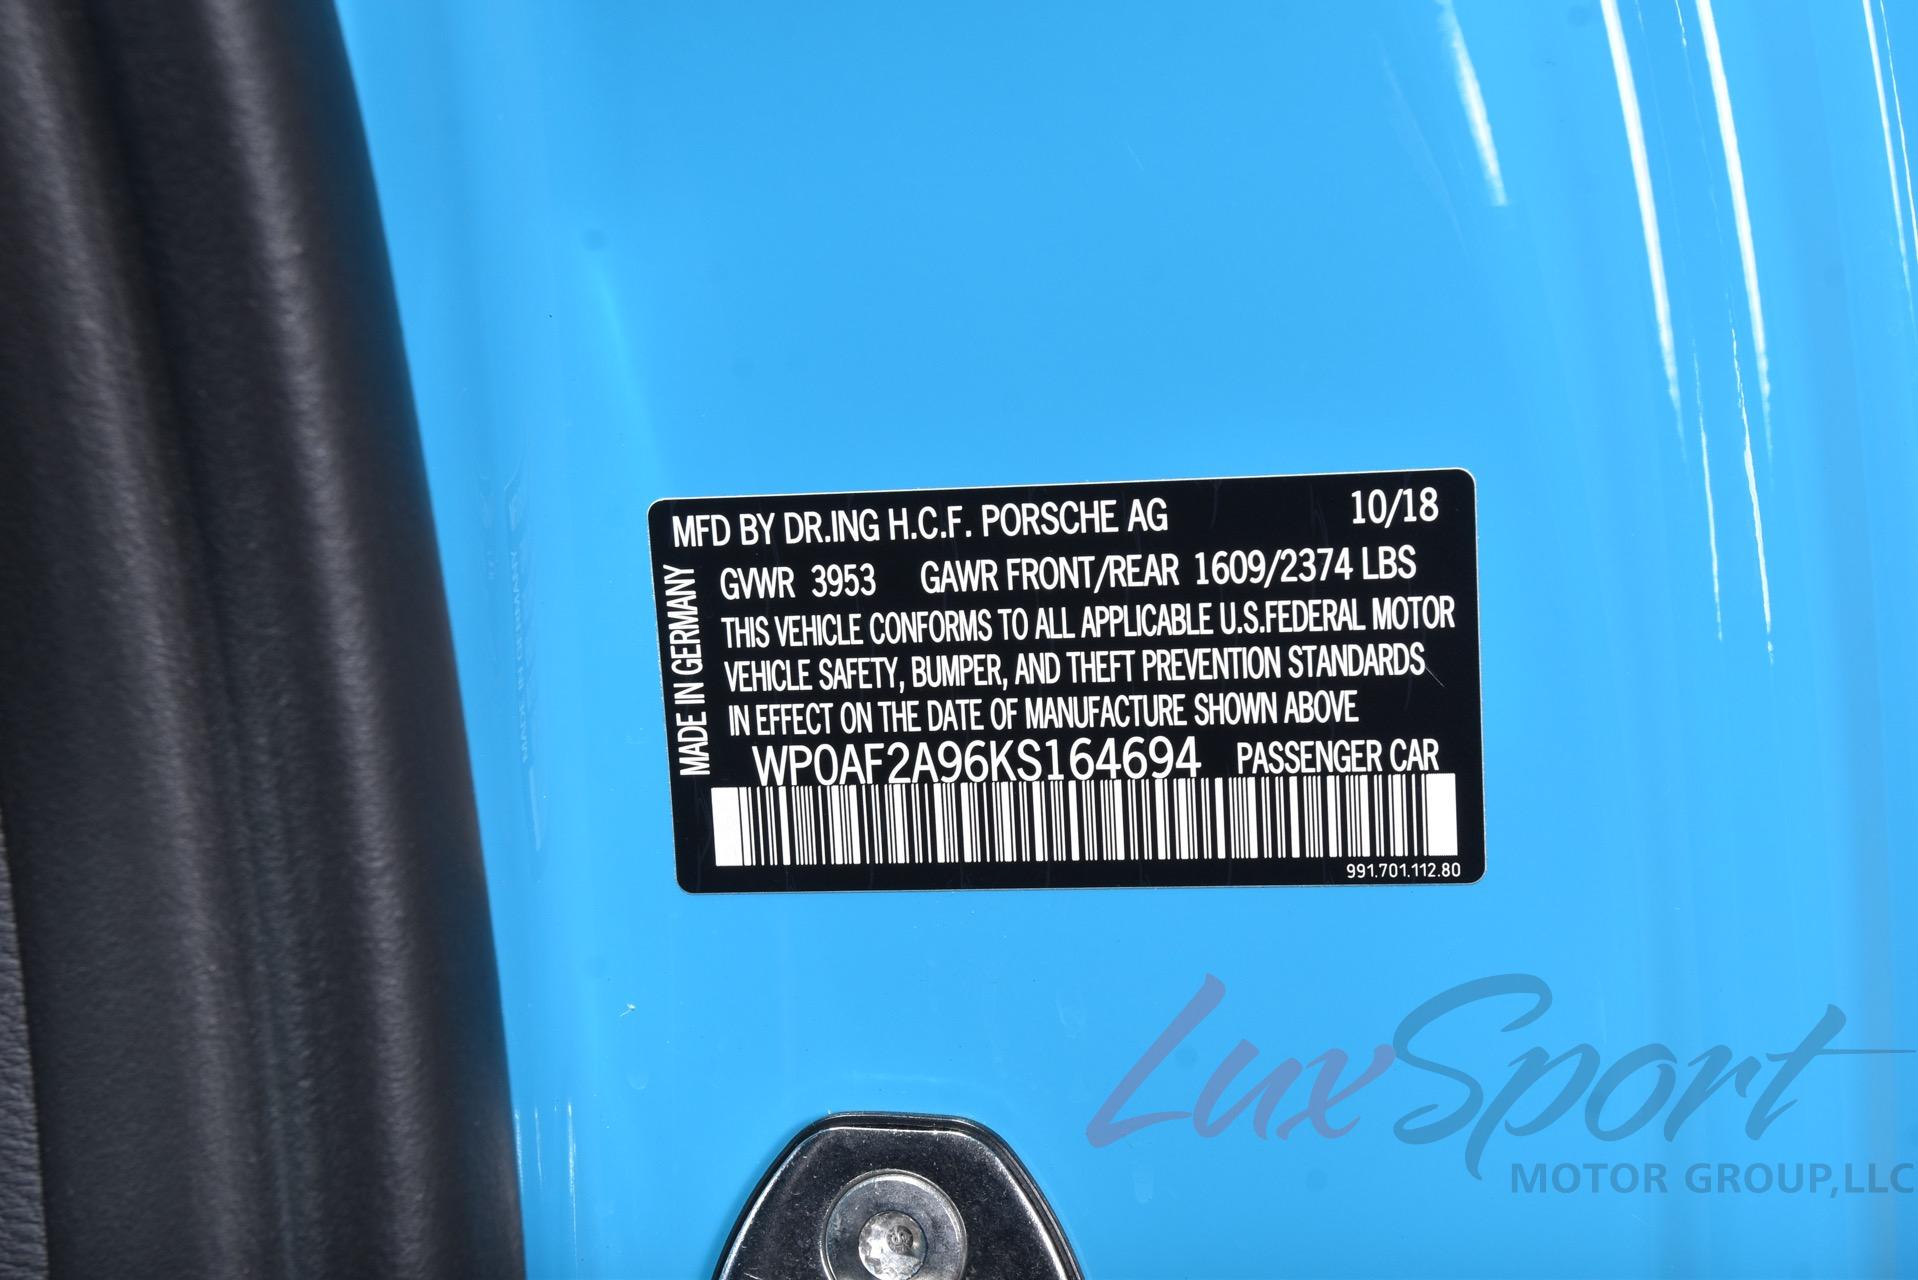 MFD BY DR.ING H.C.F. PORSCHE AG 10/18
GVWR 3953 GAWR FRONT/REAR 1609/2374 LBS
THIS VEHICLE CONFORMS TO ALL APPLICABLE U.S.FEDERAL MOTOR
VEHICLE SAFETY, BUMPER, AND THEFT PREVENTION STANDARDS
IN EFFECT ON THE DATE OF MANUFACTURE SHOWN ABOVE
WP0AF2A96KS164694 PASSENGER CAR
991.701.112.80
MADE IN GERMANY
LuxSport
MOTOR GROUP,LLC